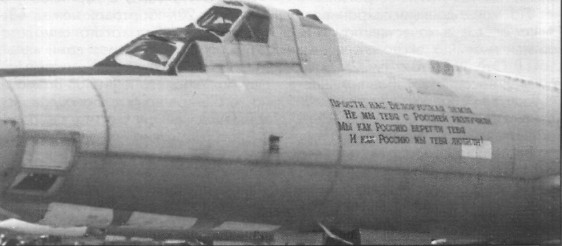 Прости нас Белорусская земля,
Не мы тебя с Россией разлучили.
Мы как Россию берегли тебя
И как Россию мы тебя любили!